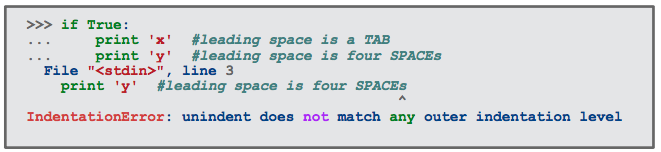 >>> if True:
...     print 'x'  #leading space is a TAB
...     print 'y'  #leading space is four SPACEs
  File "<stdin>", line 3
    print 'y'  #leading space is four SPACEs
                                           ^
IndentationError: unindent does not match any outer indentation level